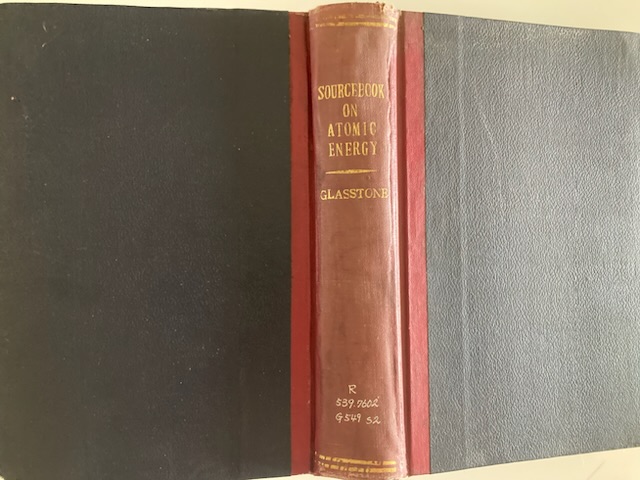 SOURCEBOOK
ON
ATOMIC
ENERGY
GLASSTONE
R
539.7602
G549 S2